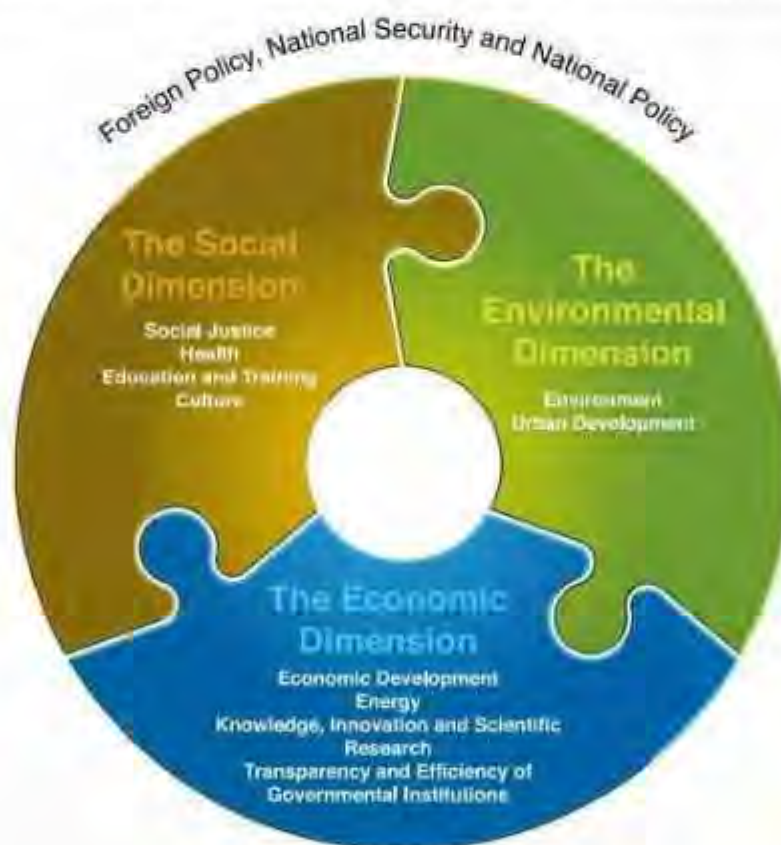 Foreign Policy, National Security and National Policy
The Social
Dimension
Social Justice
Health
Education and Training
Culture
The
Environmental
Dimension
Environment
Urban Development
The Economic
Dimension
Economic Development
Energy
Knowledge, Innovation and Scientific
Research
Transparency and Efficiency of
Governmental Institutions